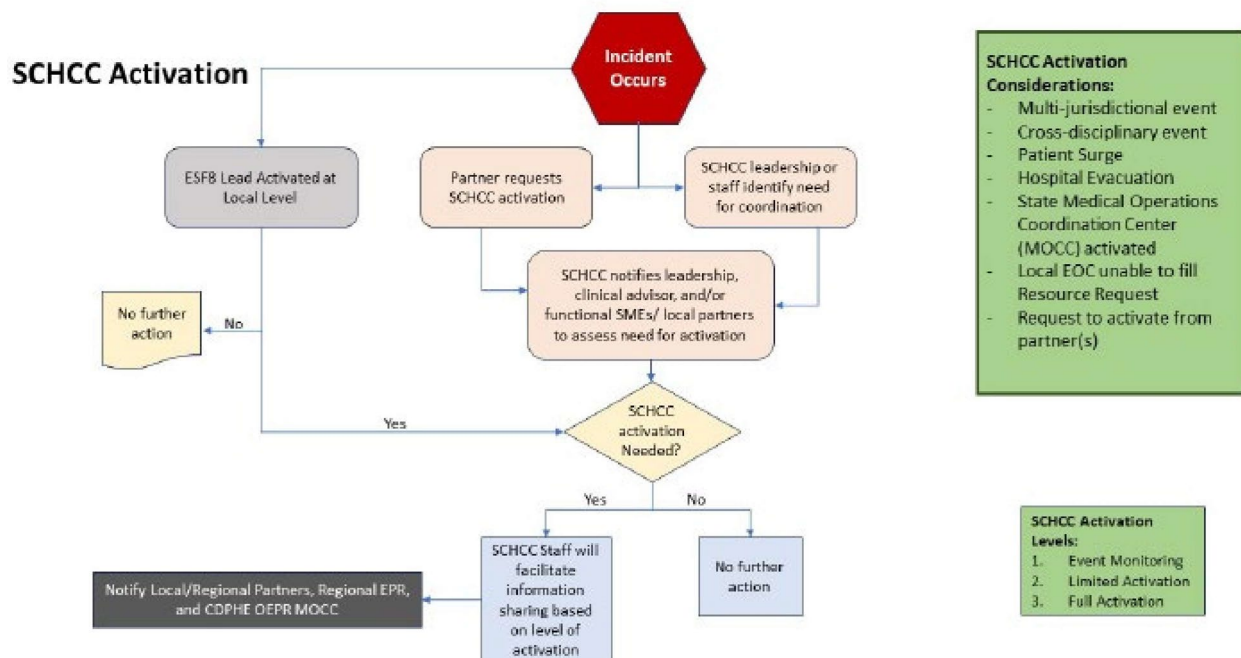 SCHCC Activation
Incident
Occurs
ESF8 Lead Activated at
Local Level
Partner requests
SCHCC activation
SCHCC leadership or
staff identify need
for coordination
SCHCC notifies leadership,
clinical advisor, and/or
functional SMEs/ local partners
to assess need for activation
No further
action
No
Yes
SCHCC
activation
Needed?
Yes
No
SCHCC Staff will
facilitate
information
sharing based
on level of
activation
No further
action
Notify Local/Regional Partners, Regional EPR,
and CDPHE OEPR MOCC
SCHCC Activation
Considerations:
- Multi-jurisdictional event
- Cross-disciplinary event
- Patient Surge
- Hospital Evacuation
- State Medical Operations
Coordination Center
(MOCC) activated
- Local EOC unable to fill
Resource Request
- Request to activate from
partner(s)
SCHCC Activation
Levels:
1. Event Monitoring
2. Limited Activation
3. Full Activation